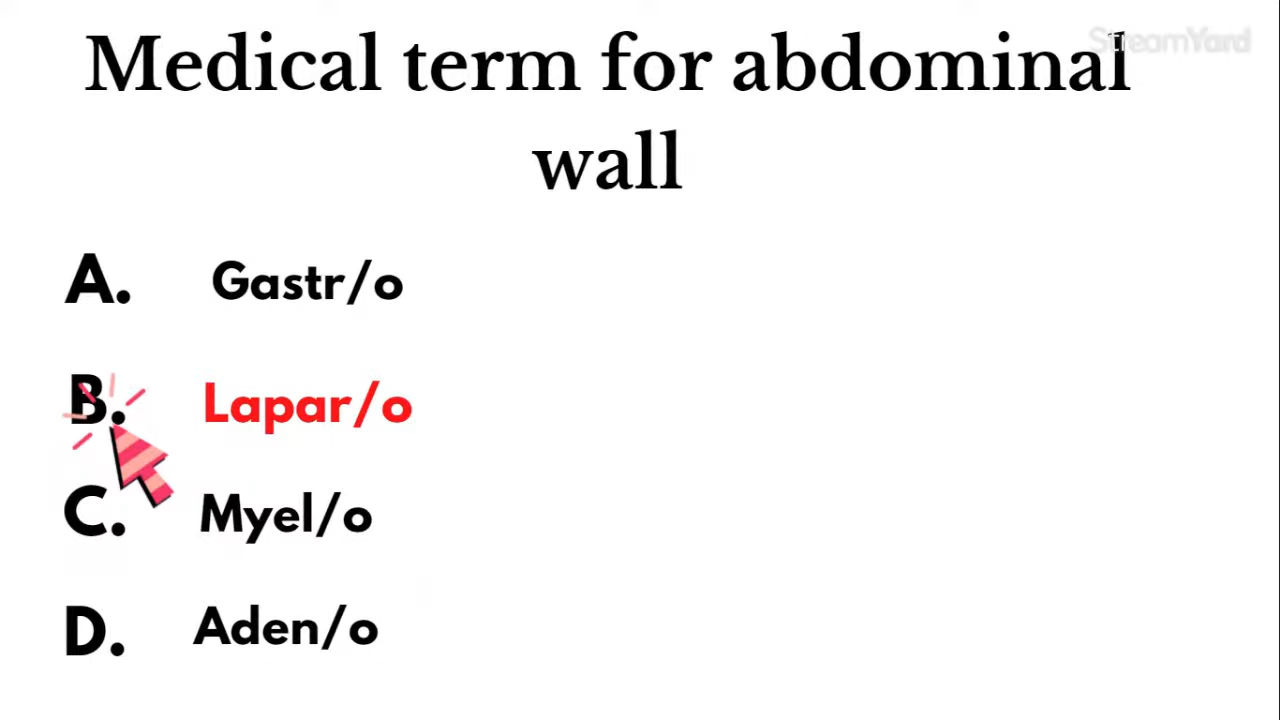 StreamYard
Medical term for abdominal
wall
A. Gastr/o
B. Lapar/o
C. Myel/o
D. Aden/o